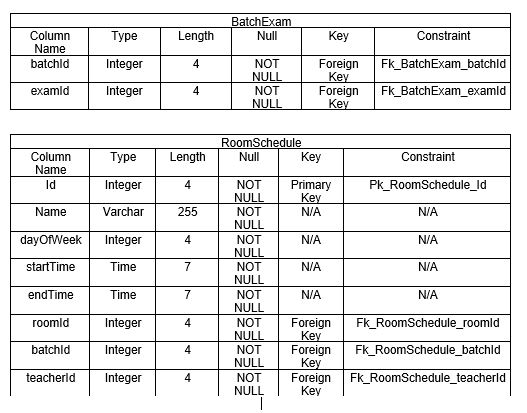 BatchExam
Column Name Type Length Null Key Constraint
batchId Integer 4 NOT NULL Foreign Key Fk_BatchExam_batchId
examId Integer 4 NOT NULL Foreign Key Fk_BatchExam_examId
RoomSchedule
Column Name Type Length Null Key Constraint
Id Integer 4 NOT NULL Primary Key Pk_RoomSchedule_Id
Name Varchar 255 NOT NULL N/A N/A
dayOfWeek Integer 4 NOT NULL N/A N/A
startTime Time 7 NOT NULL N/A N/A
endTime Time 7 NOT NULL N/A N/A
roomId Integer 4 NOT NULL Foreign Key Fk_RoomSchedule_roomId
batchId Integer 4 NOT NULL Foreign Key Fk_RoomSchedule_batchId
teacherId Integer 4 NOT NULL Foreign Key Fk_RoomSchedule_teacherId